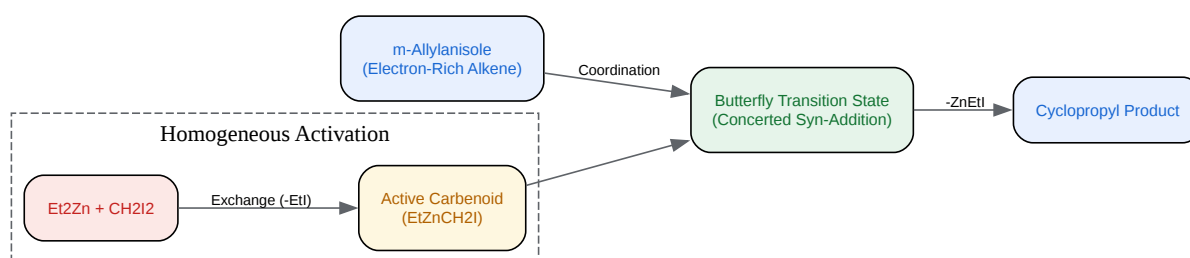 m-Allylanisole
(Electron-Rich Alkene)
Coordination
Butterfly Transition State
(Concerted Syn-Addition)
-ZnEtI
Cyclopropyl Product
Homogeneous Activation
Et2Zn + CH2I2
Exchange (-EtI)
Active Carbenoid
(EtZnCH2I)